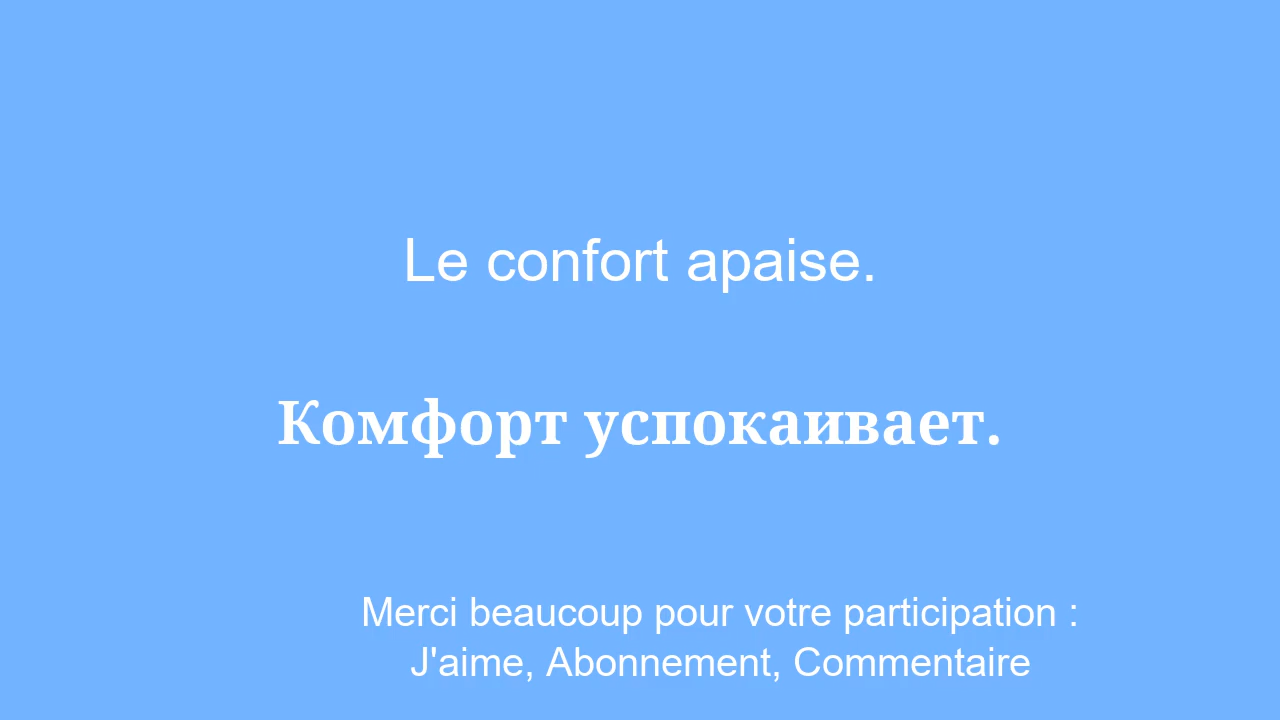 Le confort apaise.
Комфорт успокаивает.
Merci beaucoup pour votre participation :
J'aime, Abonnement, Commentaire